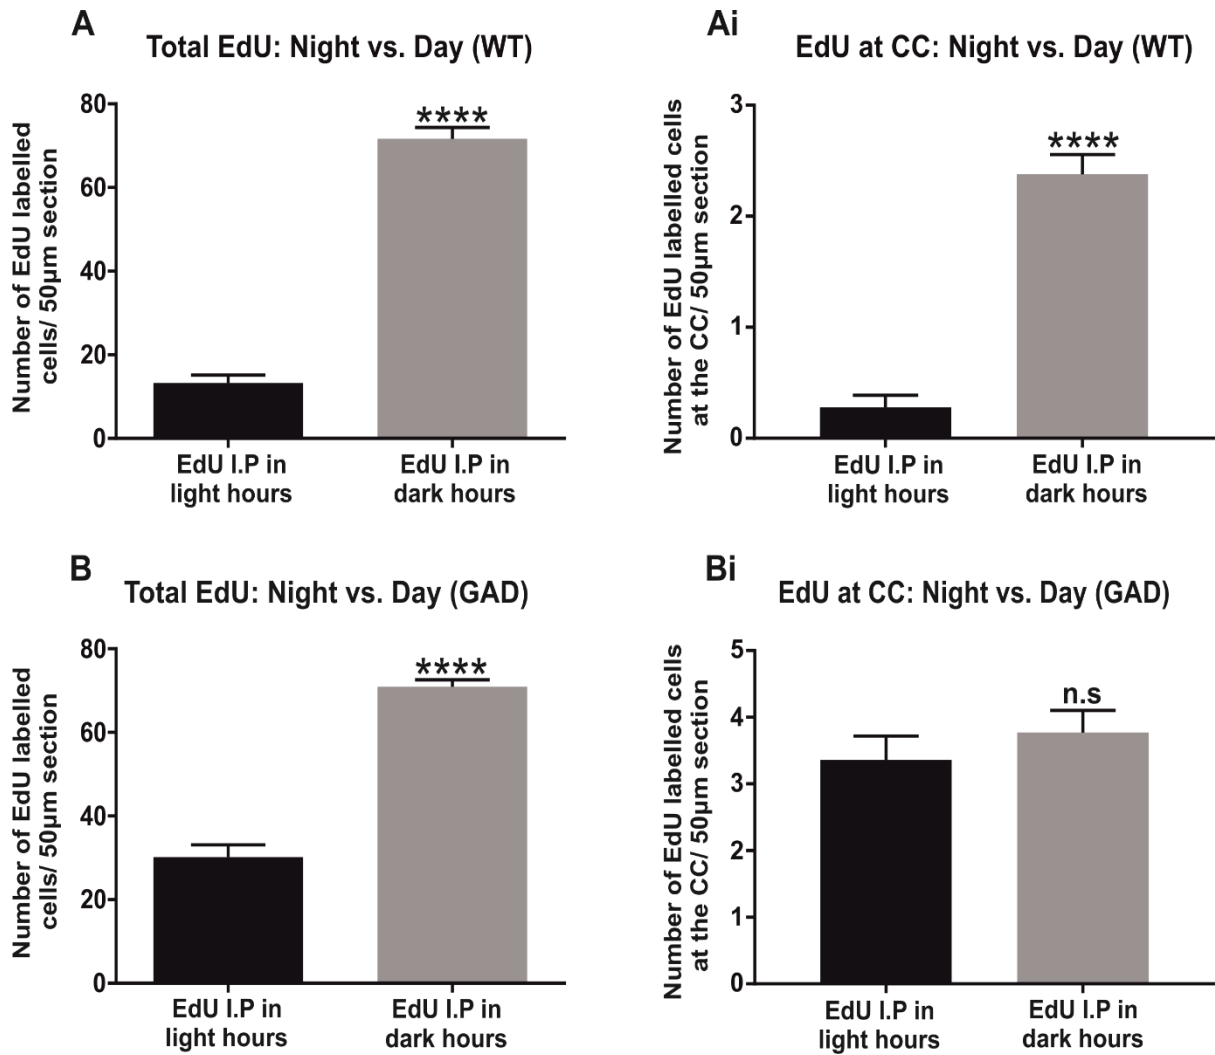 A
Total EdU: Night vs. Day (WT)
Number of EdU labelled
cells/ 50µm section
80
60
40
20
0
****
EdU I.P in
light hours
EdU I.P in
dark hours
Ai
EdU at CC: Night vs. Day (WT)
Number of EdU labelled cells
at the CC/ 50µm section
3
2
1
0
****
EdU I.P in
light hours
EdU I.P in
dark hours
B
Total EdU: Night vs. Day (GAD)
Number of EdU labelled
cells/ 50µm section
80
60
40
20
0
****
EdU I.P in
light hours
EdU I.P in
dark hours
Bi
EdU at CC: Night vs. Day (GAD)
Number of EdU labelled cells
at the CC/ 50µm section
5
4
3
2
1
0
n.s
EdU I.P in
light hours
EdU I.P in
dark hours